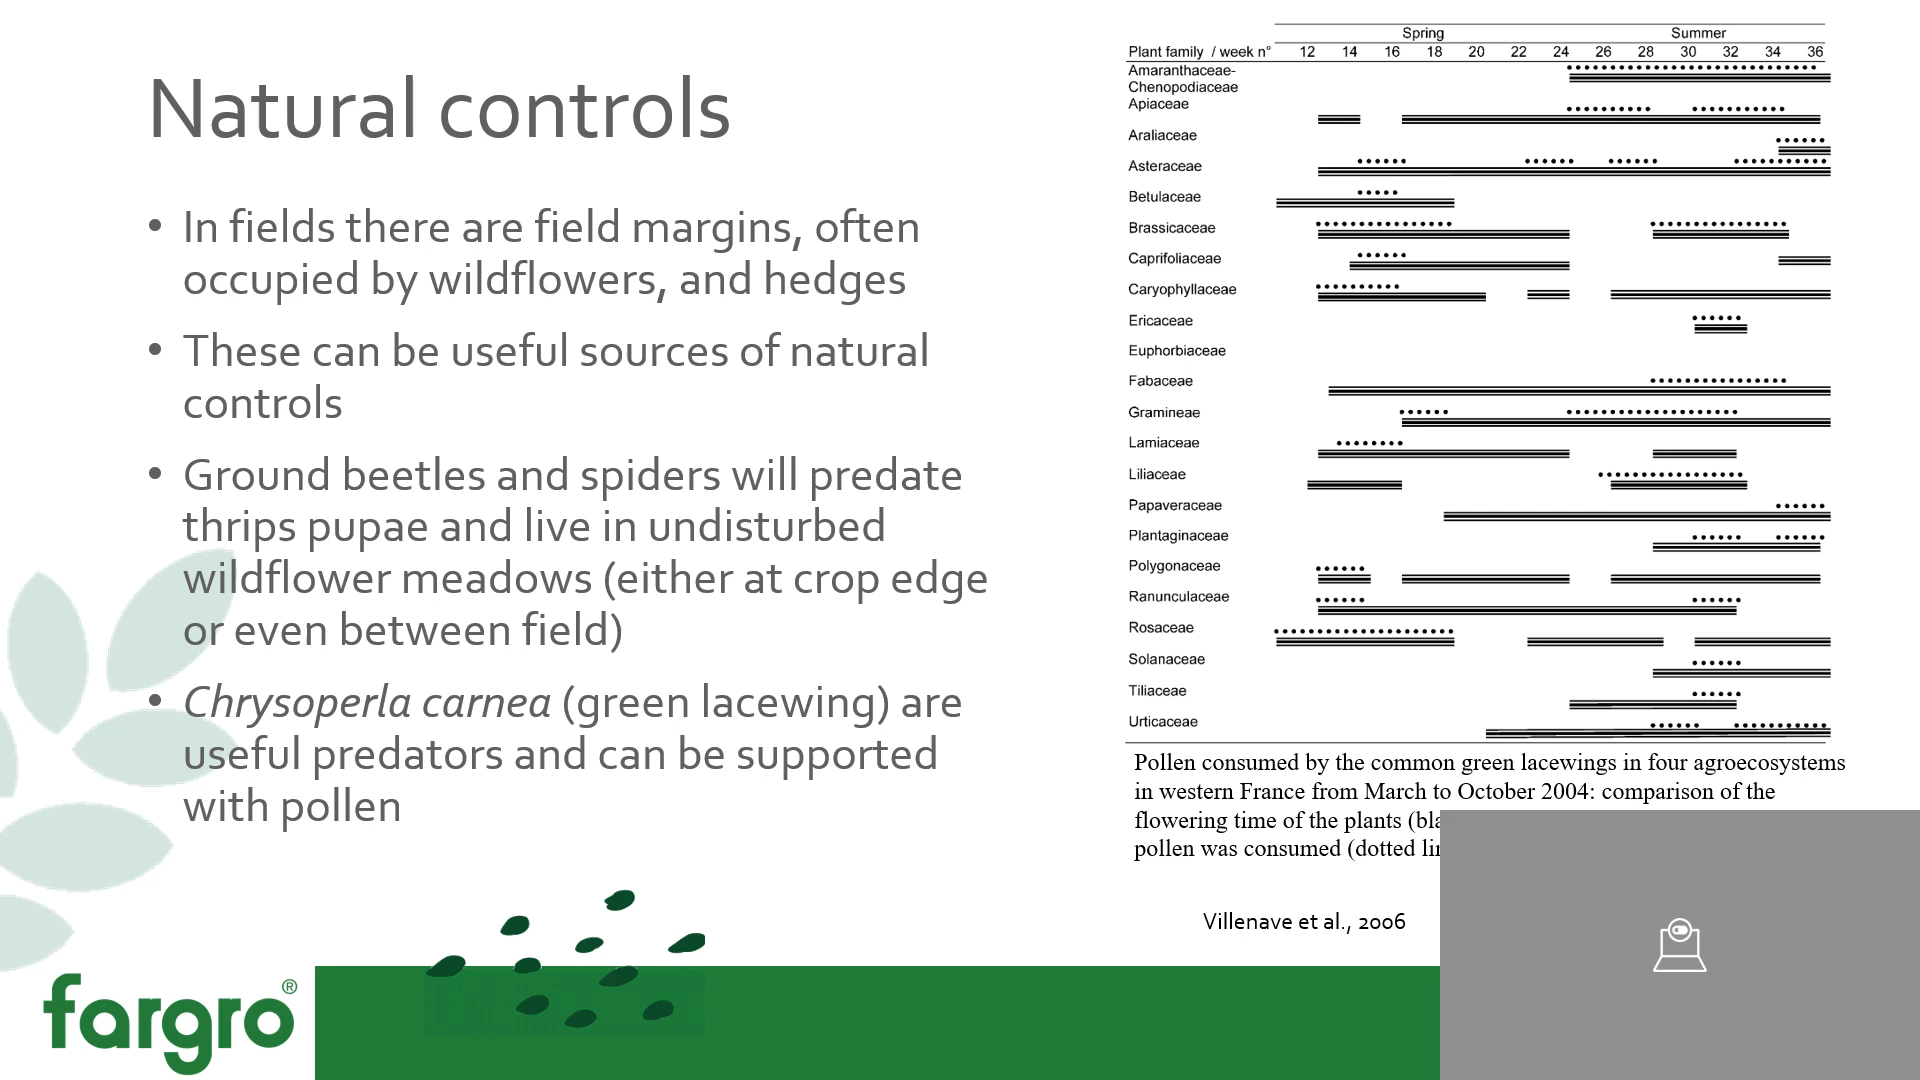 Natural controls
• In fields there are field margins, often
occupied by wildflowers, and hedges
• These can be useful sources of natural
controls
• Ground beetles and spiders will predate
thrips pupae and live in undisturbed
wildflower meadows (either at crop edge
or even between field)
• Chrysoperla carnea (green lacewing) are
useful predators and can be supported
with pollen
Spring Summer
Plant family / week n° 12 14 16 18 20 22 24 26 28 30 32 34 36
Amaranthaceae-
Chenopodiaceae
Apiaceae
Araliaceae
Asteraceae
Betulaceae
Brassicaceae
Caprifoliaceae
Caryophyllaceae
Ericaceae
Euphorbiaceae
Fabaceae
Gramineae
Lamiaceae
Liliaceae
Papaveraceae
Plantaginaceae
Polygonaceae
Ranunculaceae
Rosaceae
Solanaceae
Tiliaceae
Urticaceae
Pollen consumed by the common green lacewings in four agroecosystems
in western France from March to October 2004: comparison of the
flowering time of the plants
pollen was consumed (dotted
Villenave et al., 2006
fargro®